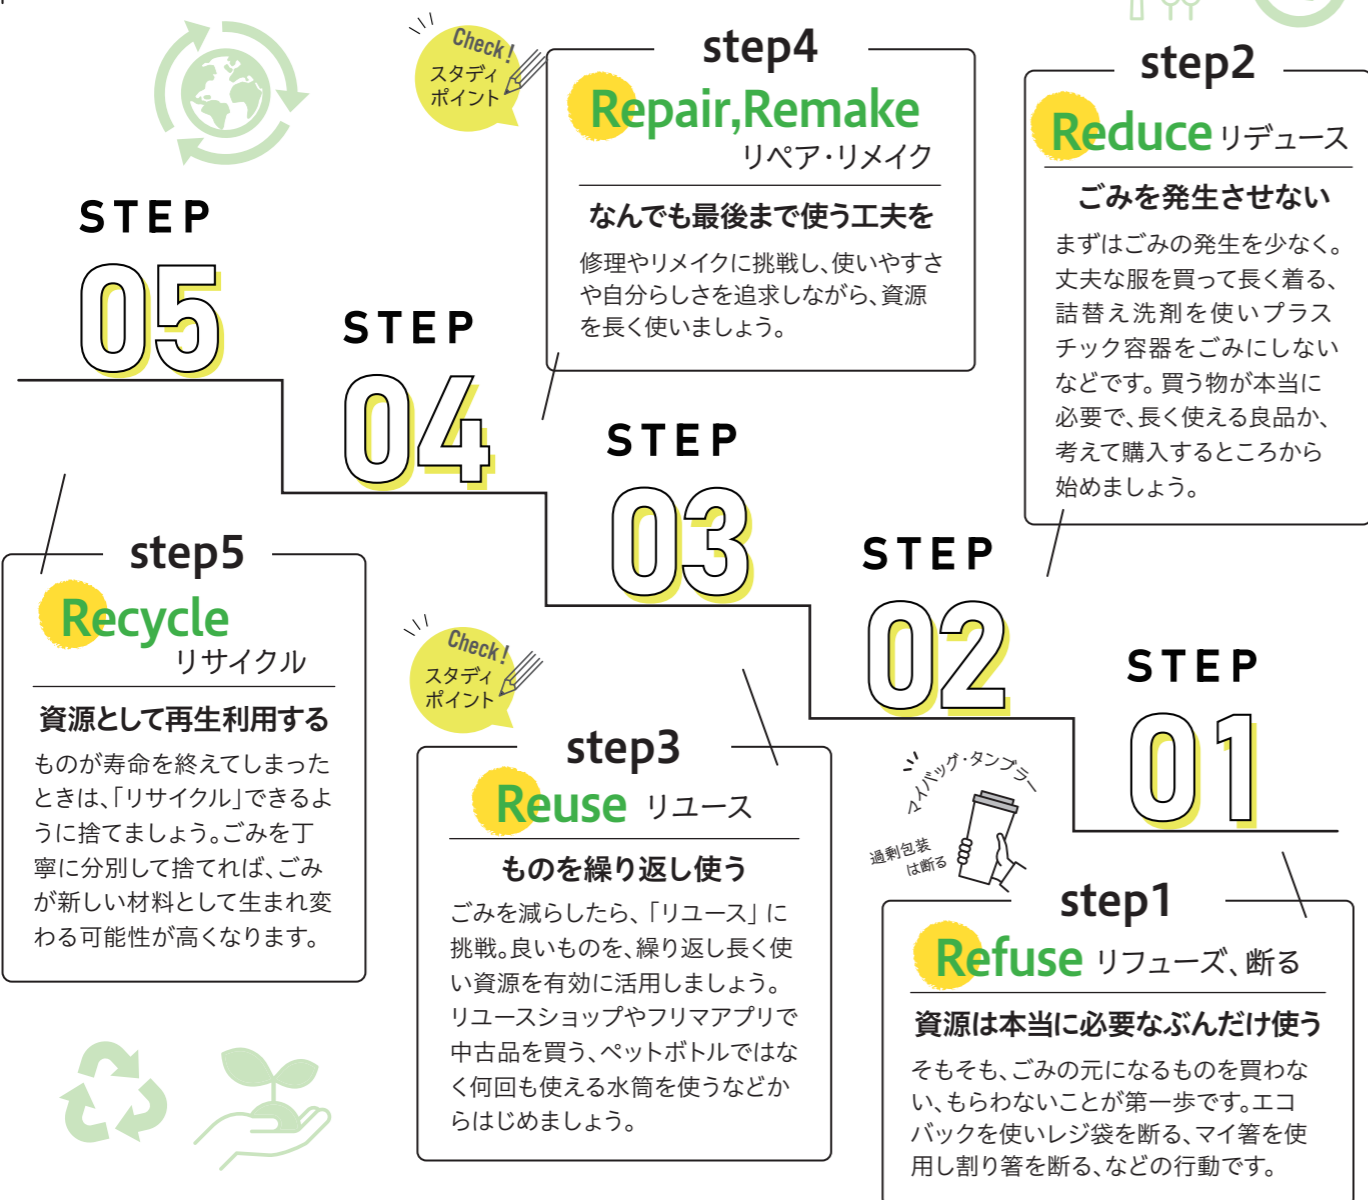 STEP
05
STEP
04
STEP
03
STEP
02
STEP
01
Check!
スタディ
ポイント
step4
Repair,Remake
リペア・リメイク
なんでも最後まで使う工夫を
修理やリメイクに挑戦し、使いやすさ
や自分らしさを追求しながら、資源
を長く使いましょう。
step2
Reduce リデュース
ごみを発生させない
まずはごみの発生を少なく。
丈夫な服を買って長く着る、
詰替え洗剤を使いプラス
チック容器をごみにしない
などです。買う物が本当に
必要で、長く使える良品か、
考えて購入するところから
始めましょう。
step5
Recycle
リサイクル
資源として再生利用する
ものが寿命を終えてしまった
ときは、「リサイクル」できるよ
うに捨てましょう。ごみを丁
寧に分別して捨てれば、ごみ
が新しい材料として生まれ変
わる可能性が高くなります。
Check!
スタディ
ポイント
step3
Reuse リユース
ものを繰り返し使う
ごみを減らしたら、「リユース」に
挑戦。良いものを、繰り返し長く使
い資源を有効に活用しましょう。
リユースショップやフリマアプリで
中古品を買う、ペットボトルではな
く何回も使える水筒を使うなどか
らはじめましょう。
マイバッグ・タンブラー
過剰包装
は断る
step1
Refuse リフューズ、断る
資源は本当に必要なぶんだけ使う
そもそも、ごみの元になるものを買わな
い、もらわないことが第一歩です。エコ
バックを使いレジ袋を断る、マイ箸を使
用し割り箸を断る、などの行動です。